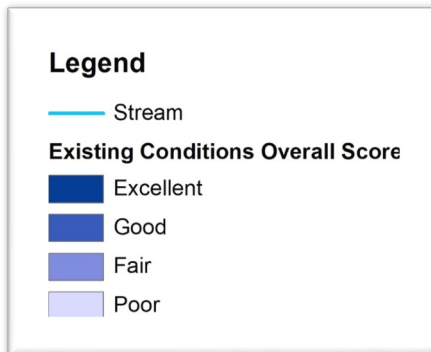 Legend
Stream
Existing Conditions Overall Score
Excellent
Good
Fair
Poor